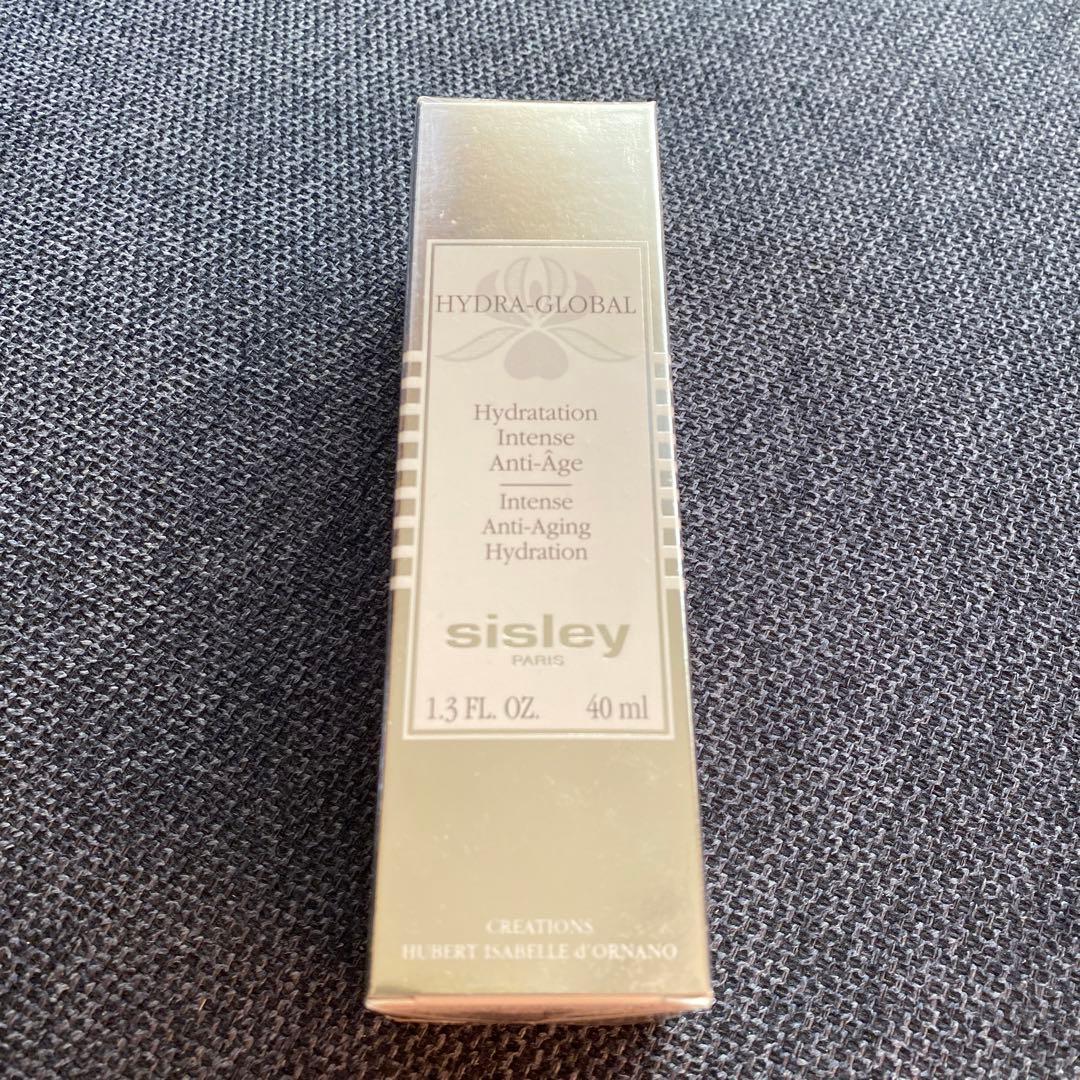 HYDRA-GLOBAL
Hydratation
Intense
Anti-Âge
Intense
Anti-Aging
Hydration
sisley
PARIS
1.3 FL. OZ. 40 ml
CREATIONS
HUBERT ISABELLE d'ORNANO